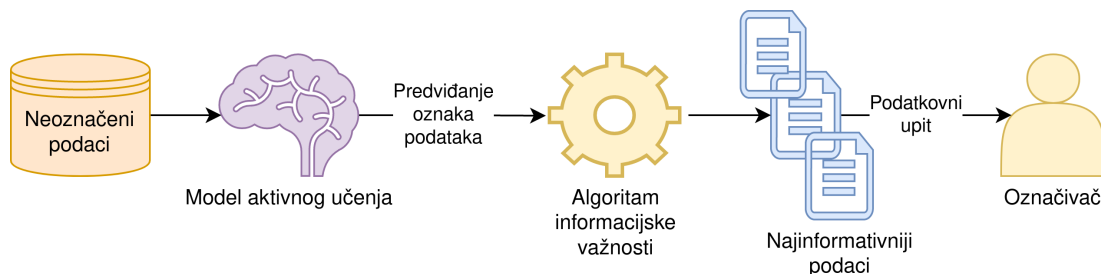 Neoznačeni
podaci
Model aktivnog učenja
Predviđanje
oznaka
podataka
Algoritam
informacijske
važnosti
Najinformativniji
podaci
Podatkovni
upit
Označivač